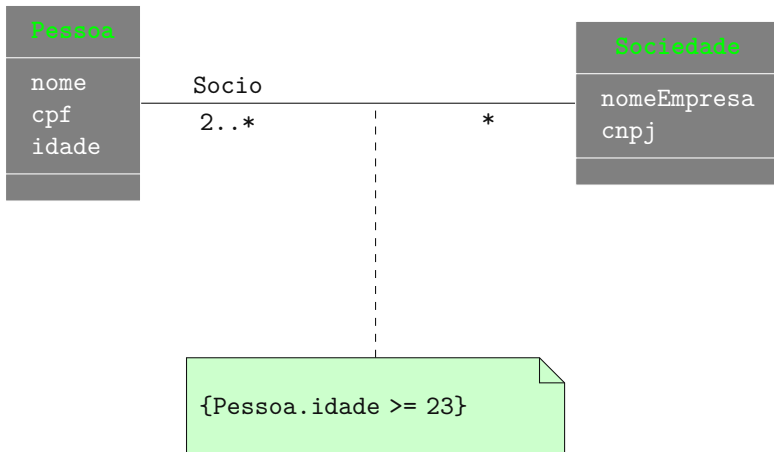 Pessoa
nome
cpf
idade
Socio
2..*
*
Sociedade
nomeEmpresa
cnpj
{Pessoa.idade >= 23}